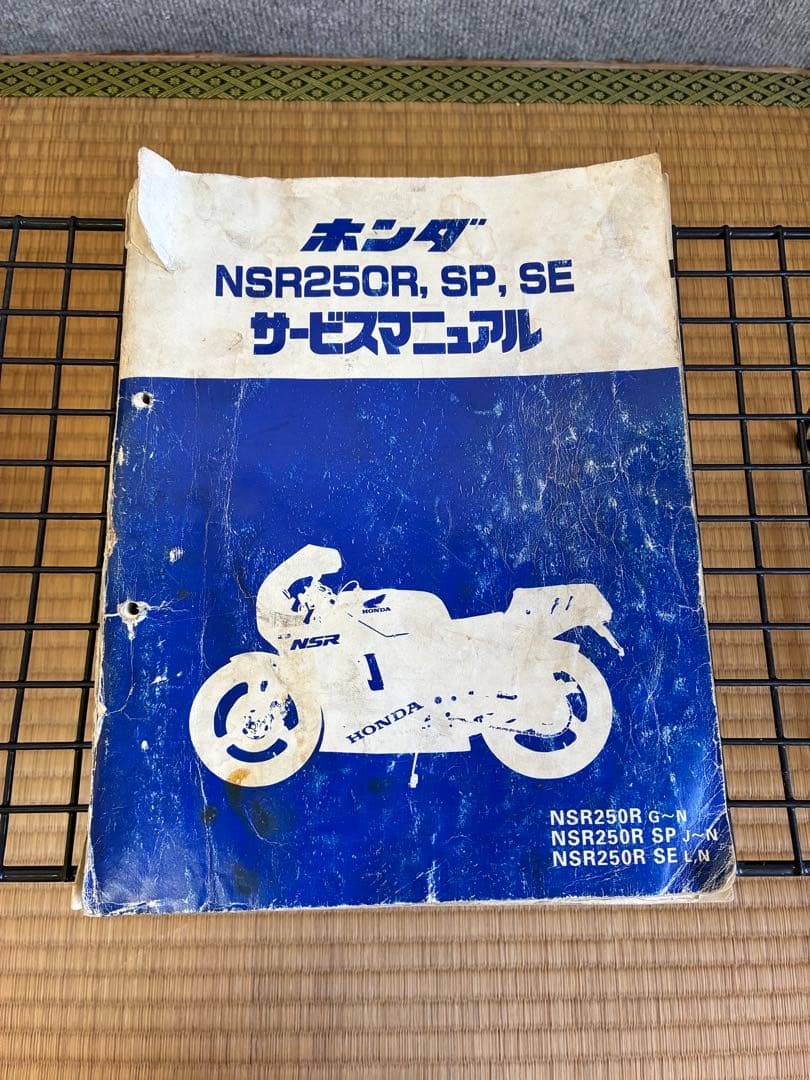 ホンダ
NSR250R, SP, SE
サービスマニュアル
HONDA
NSR
HONDA
NSR250R G～N
NSR250R SP J～N
NSR250R SE L,N